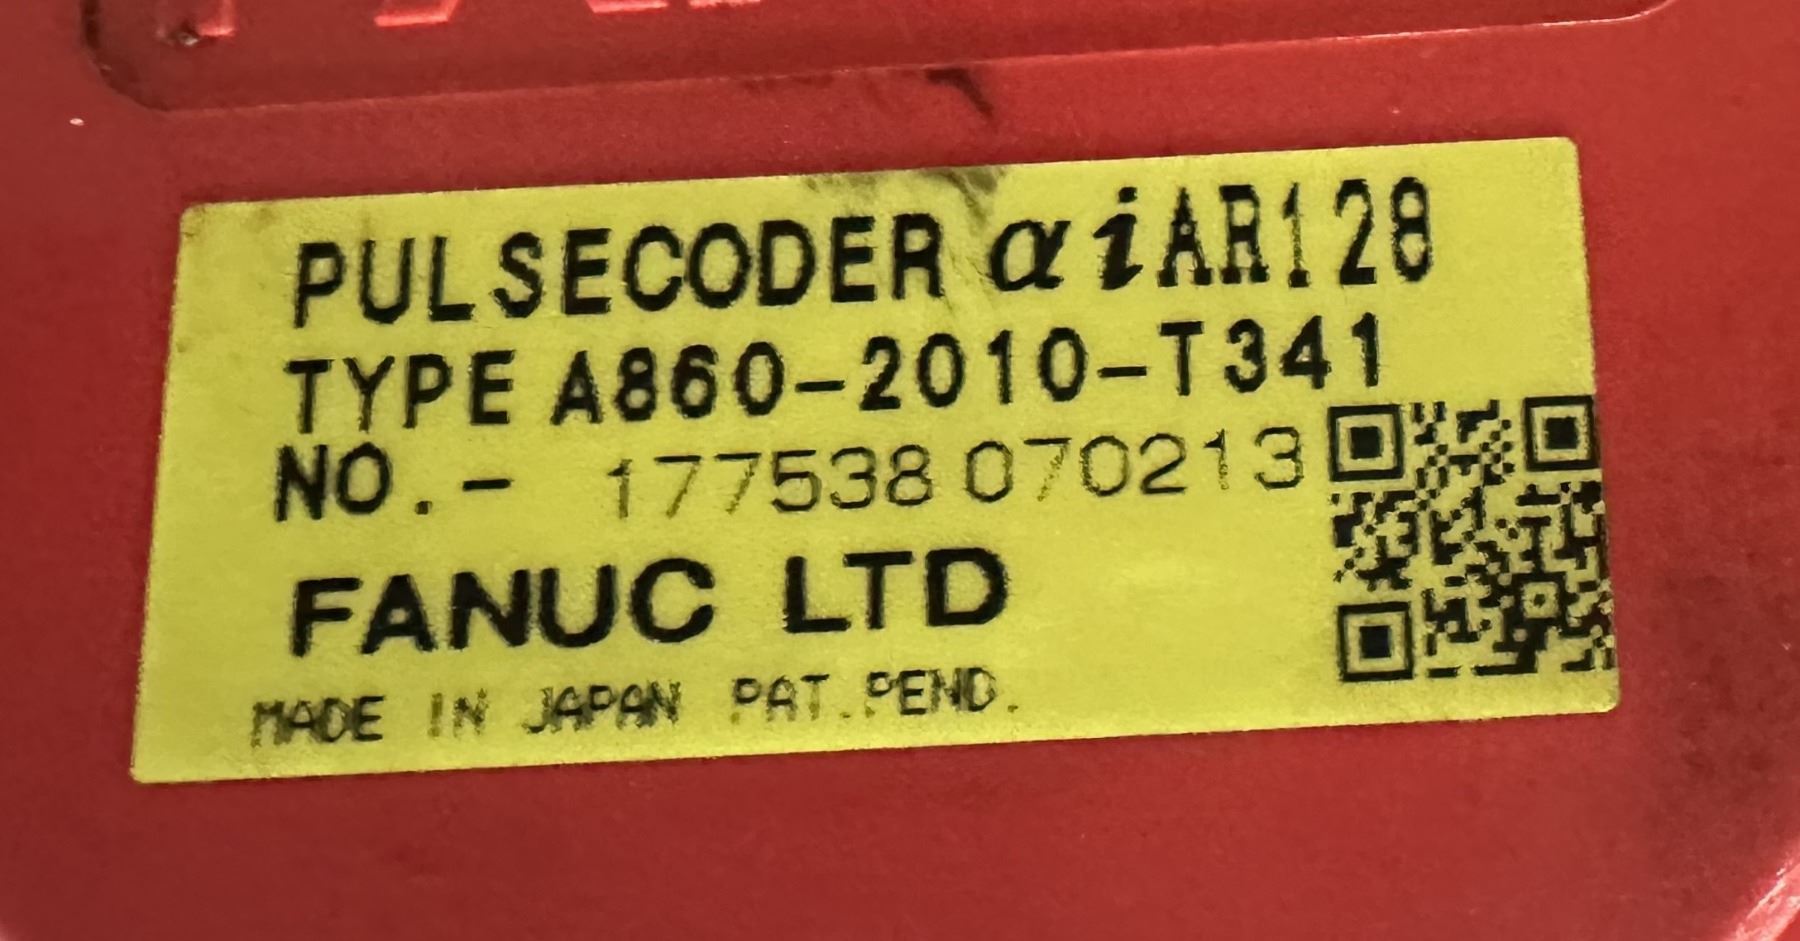 PULSECODER αiAR128
TYPE A860-2010-T341
NO.- 177538 070213
FANUC LTD
MADE IN JAPAN PAT.PEND.